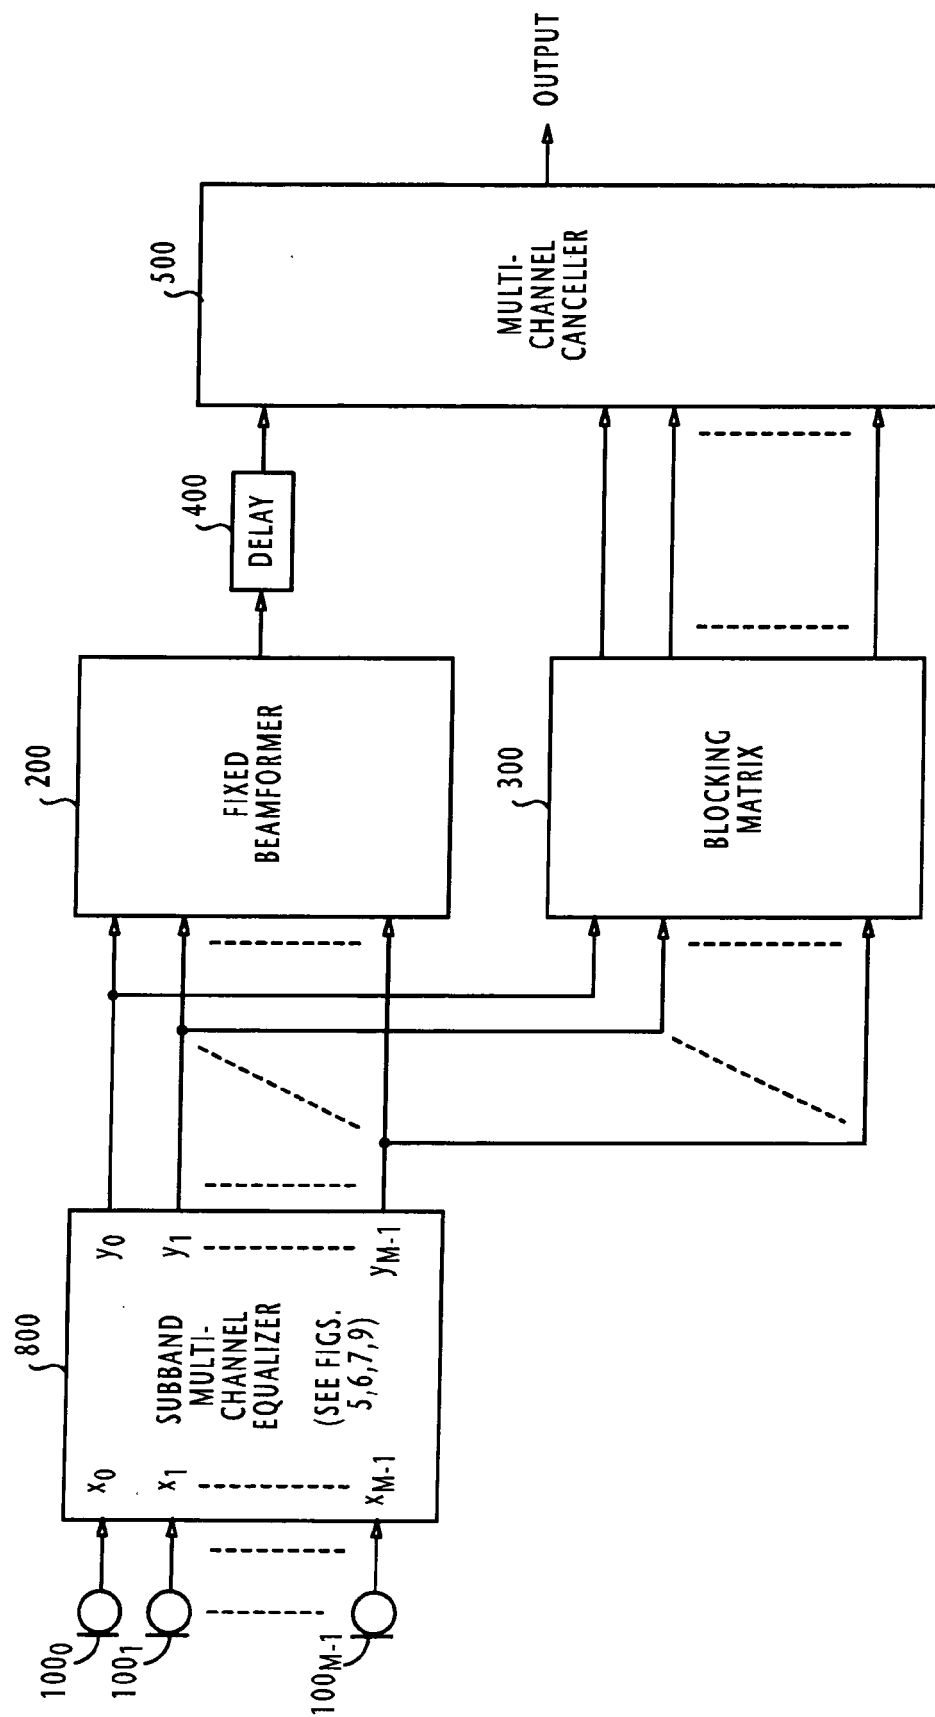 100₀
100₁
100M-1
800
x₀
x₁
xM-1
SUBBAND
MULTI-
CHANNEL
EQUALIZER
(SEE FIGS.
5,6,7,9)
y₀
y₁
yM-1
200
FIXED
BEAMFORMER
300
BLOCKING
MATRIX
400
DELAY
500
MULTI-
CHANNEL
CANCELLER
OUTPUT